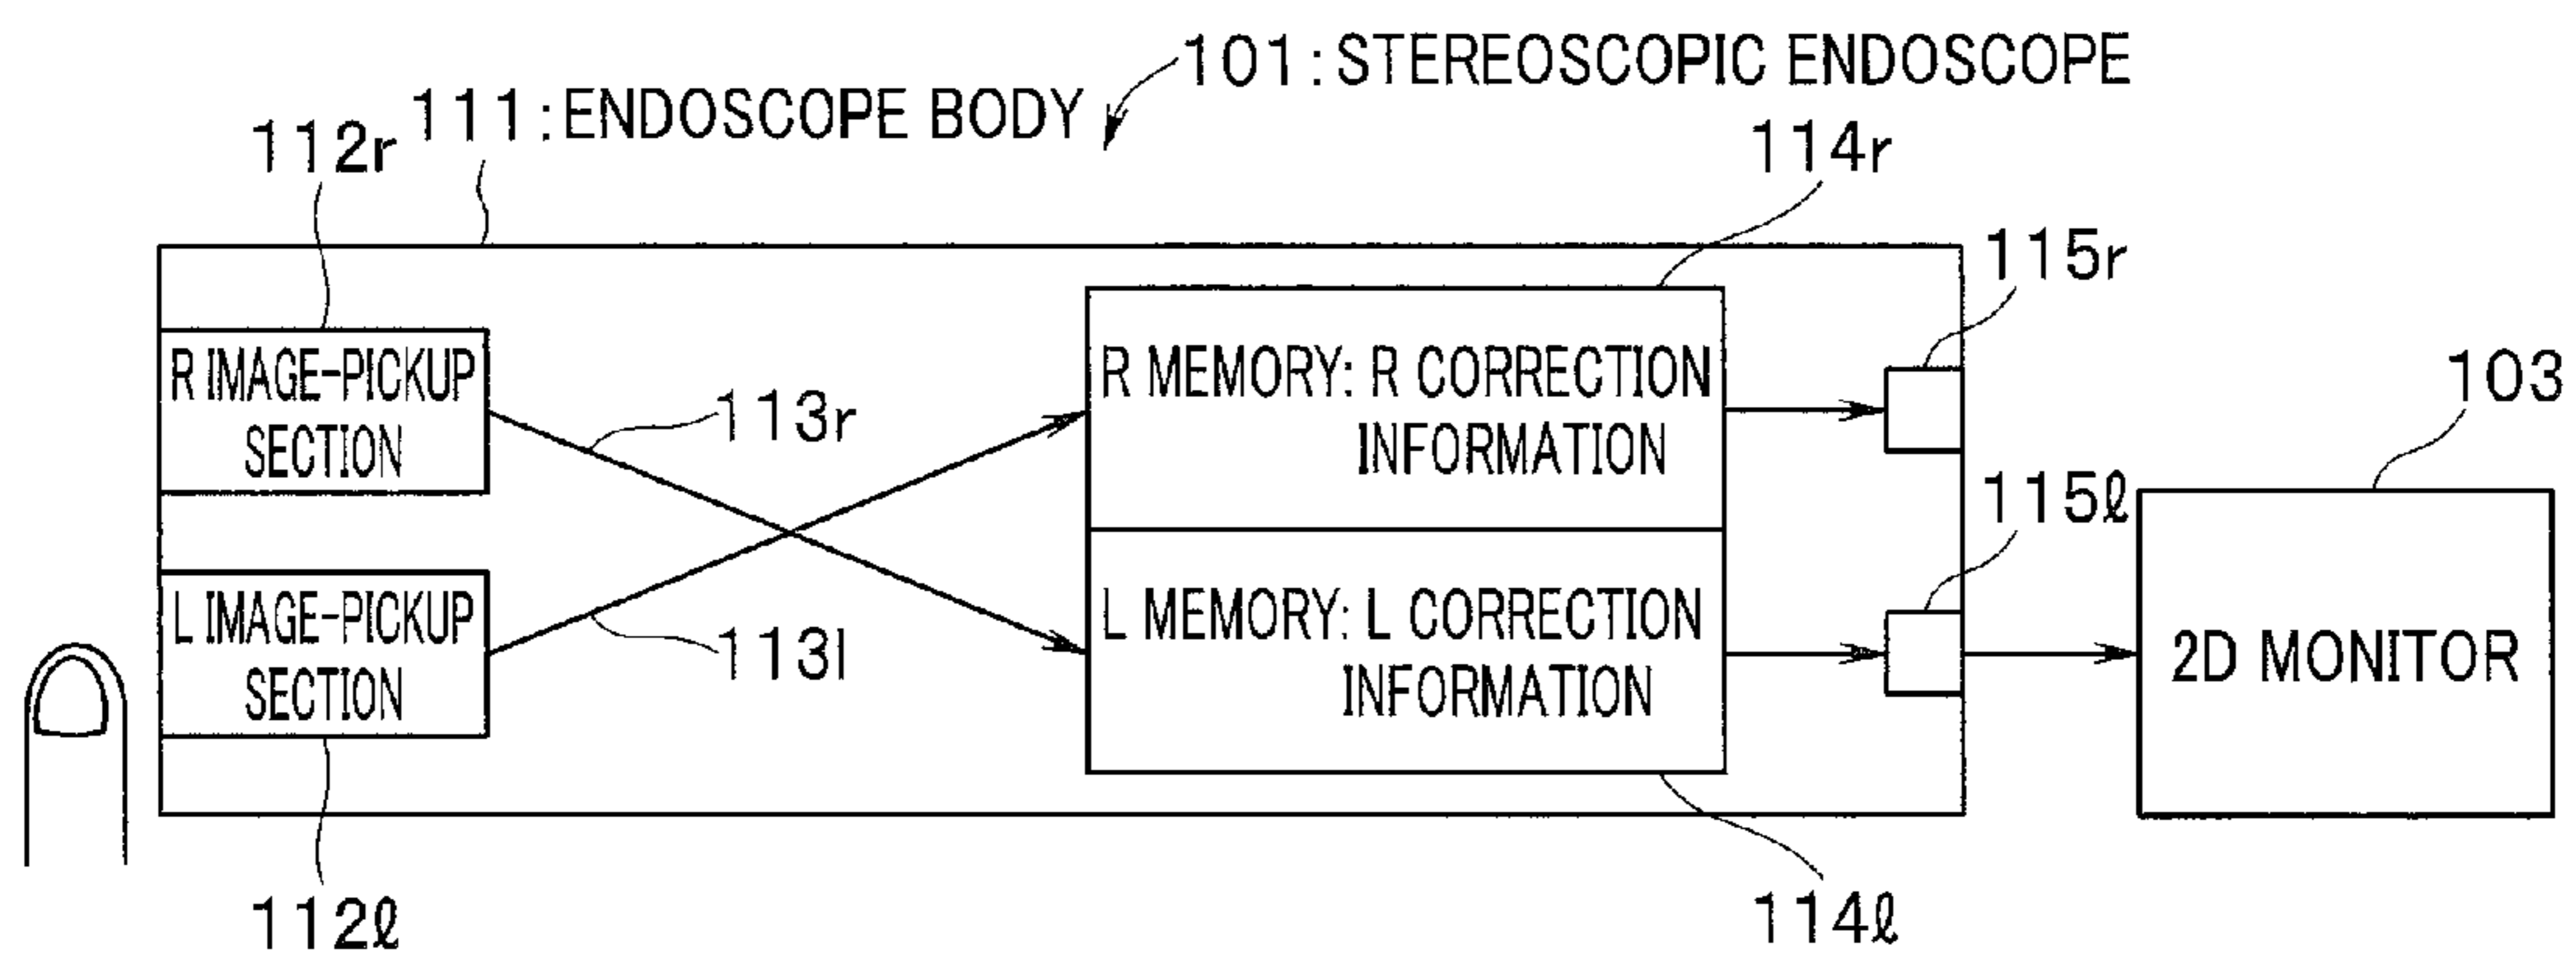 101:STEREOSCOPIC ENDOSCOPE
111:ENDOSCOPE BODY
112r
114r
115r
R IMAGE-PICKUP
SECTION
113r
R MEMORY: R CORRECTION
INFORMATION
103
115ℓ
L IMAGE-PICKUP
SECTION
113l
L MEMORY: L CORRECTION
INFORMATION
2D MONITOR
112ℓ
114ℓ